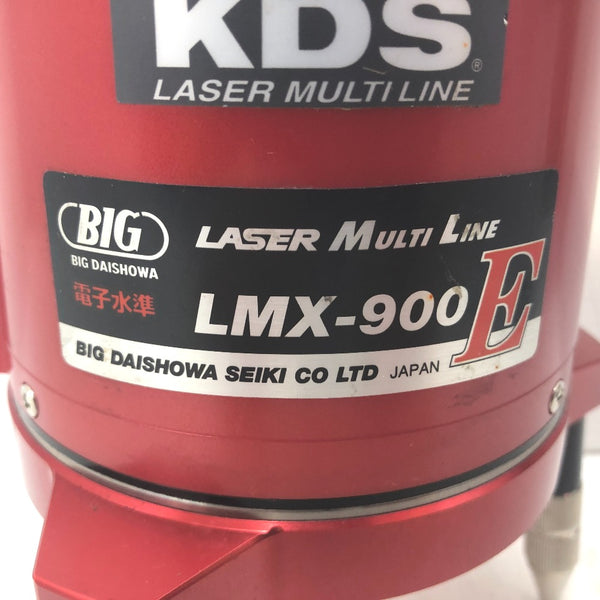 KDS®
LASER MULTI LINE
BIG
BIG DAISHOWA
LASER MULTI LINE
電子水準
LMX-900 E
BIG DAISHOWA SEIKI CO LTD JAPAN